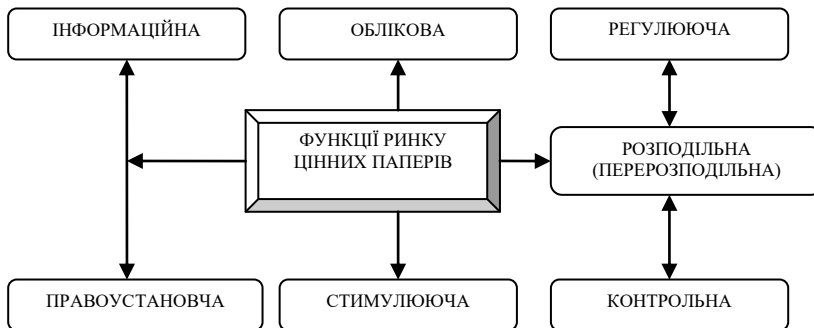 ІНФОРМАЦІЙНА
ОБЛІКОВА
РЕГУЛЮЮЧА
ФУНКЦІЇ РИНКУ
ЦІННИХ ПАПЕРІВ
РОЗПОДІЛЬНА
(ПЕРЕРОЗПОДІЛЬНА)
ПРАВОУСТАНОВЧА
СТИМУЛЮЮЧА
КОНТРОЛЬНА